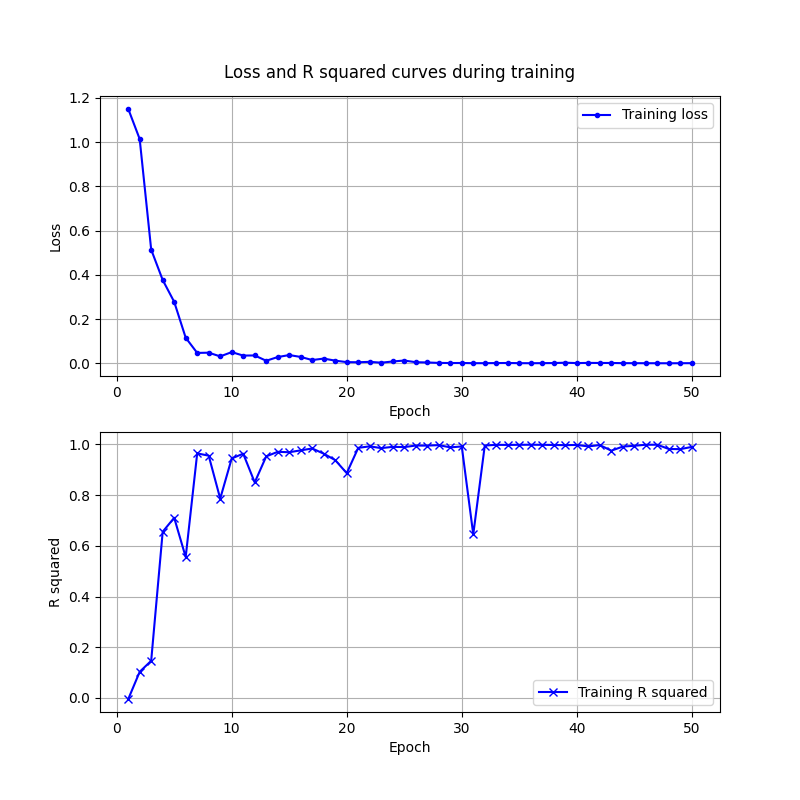 Loss and R squared curves during training
1.2
1.0
0.8
0.6
0.4
0.2
0.0
Loss
Training loss
0 10 20 30 40 50
Epoch
1.0
0.8
0.6
0.4
0.2
0.0
R squared
Training R squared
0 10 20 30 40 50
Epoch